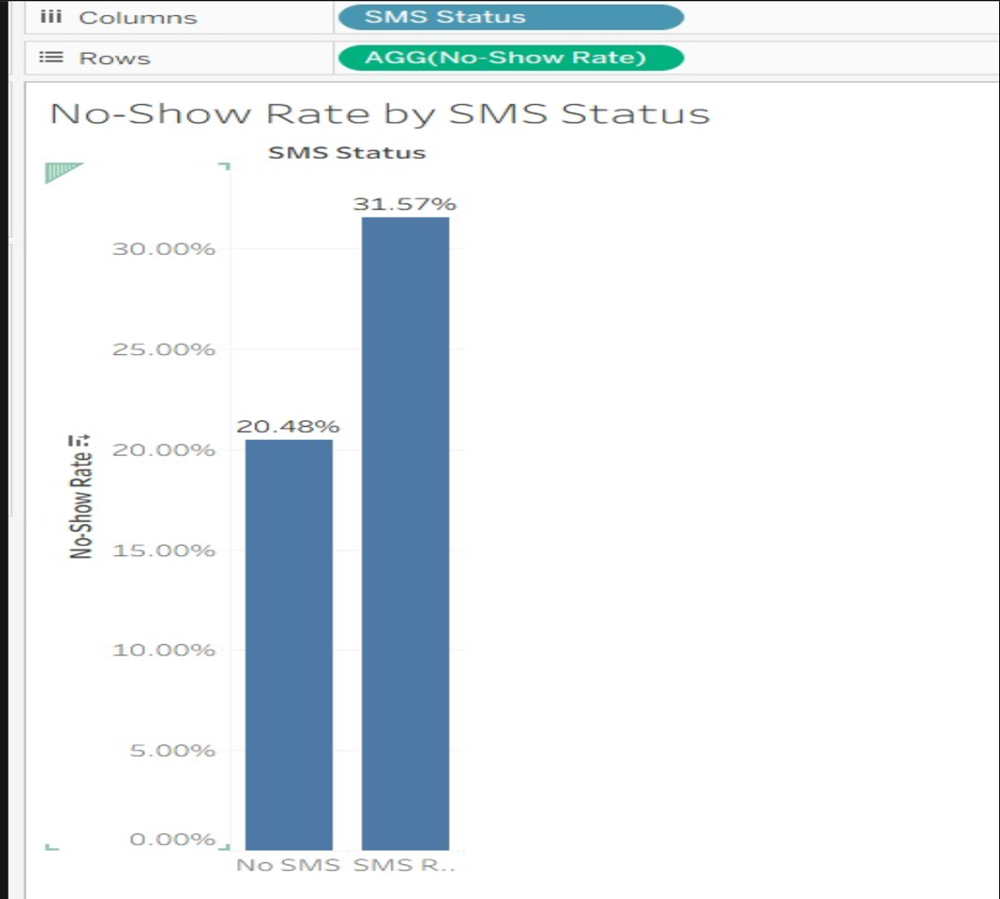 Columns SMS Status
Rows AGG(No-Show Rate)
No-Show Rate by SMS Status
SMS Status
31.57%
30.00%
25.00%
20.48%
20.00%
No-Show Rate
15.00%
10.00%
5.00%
0.00%
No SMS SMS R..